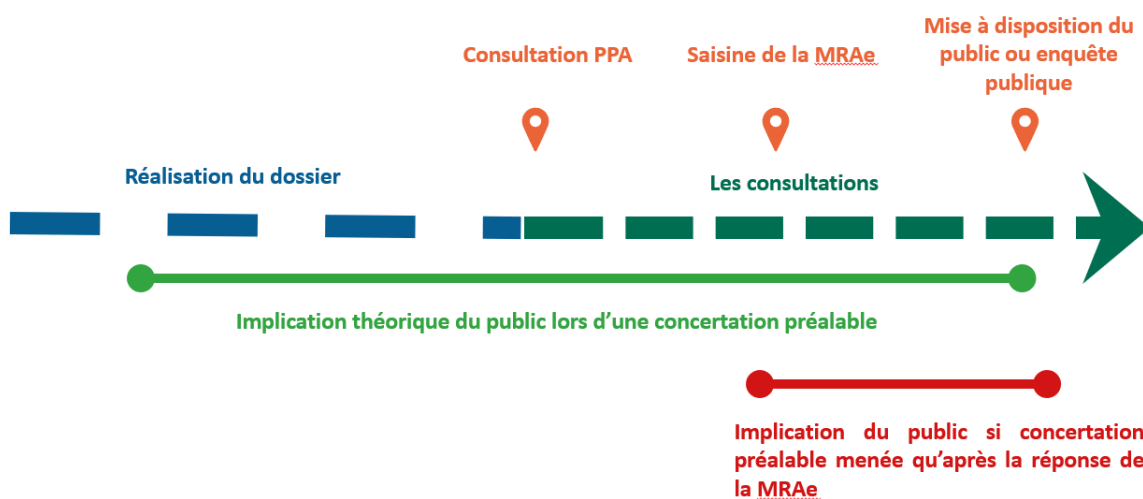 Consultation PPA
Saisine de la MRAe
Mise à disposition du
public ou enquête
publique
Réalisation du dossier
Les consultations
Implication théorique du public lors d’une concertation préalable
Implication du public si concertation
préalable menée qu’après la réponse de
la MRAe